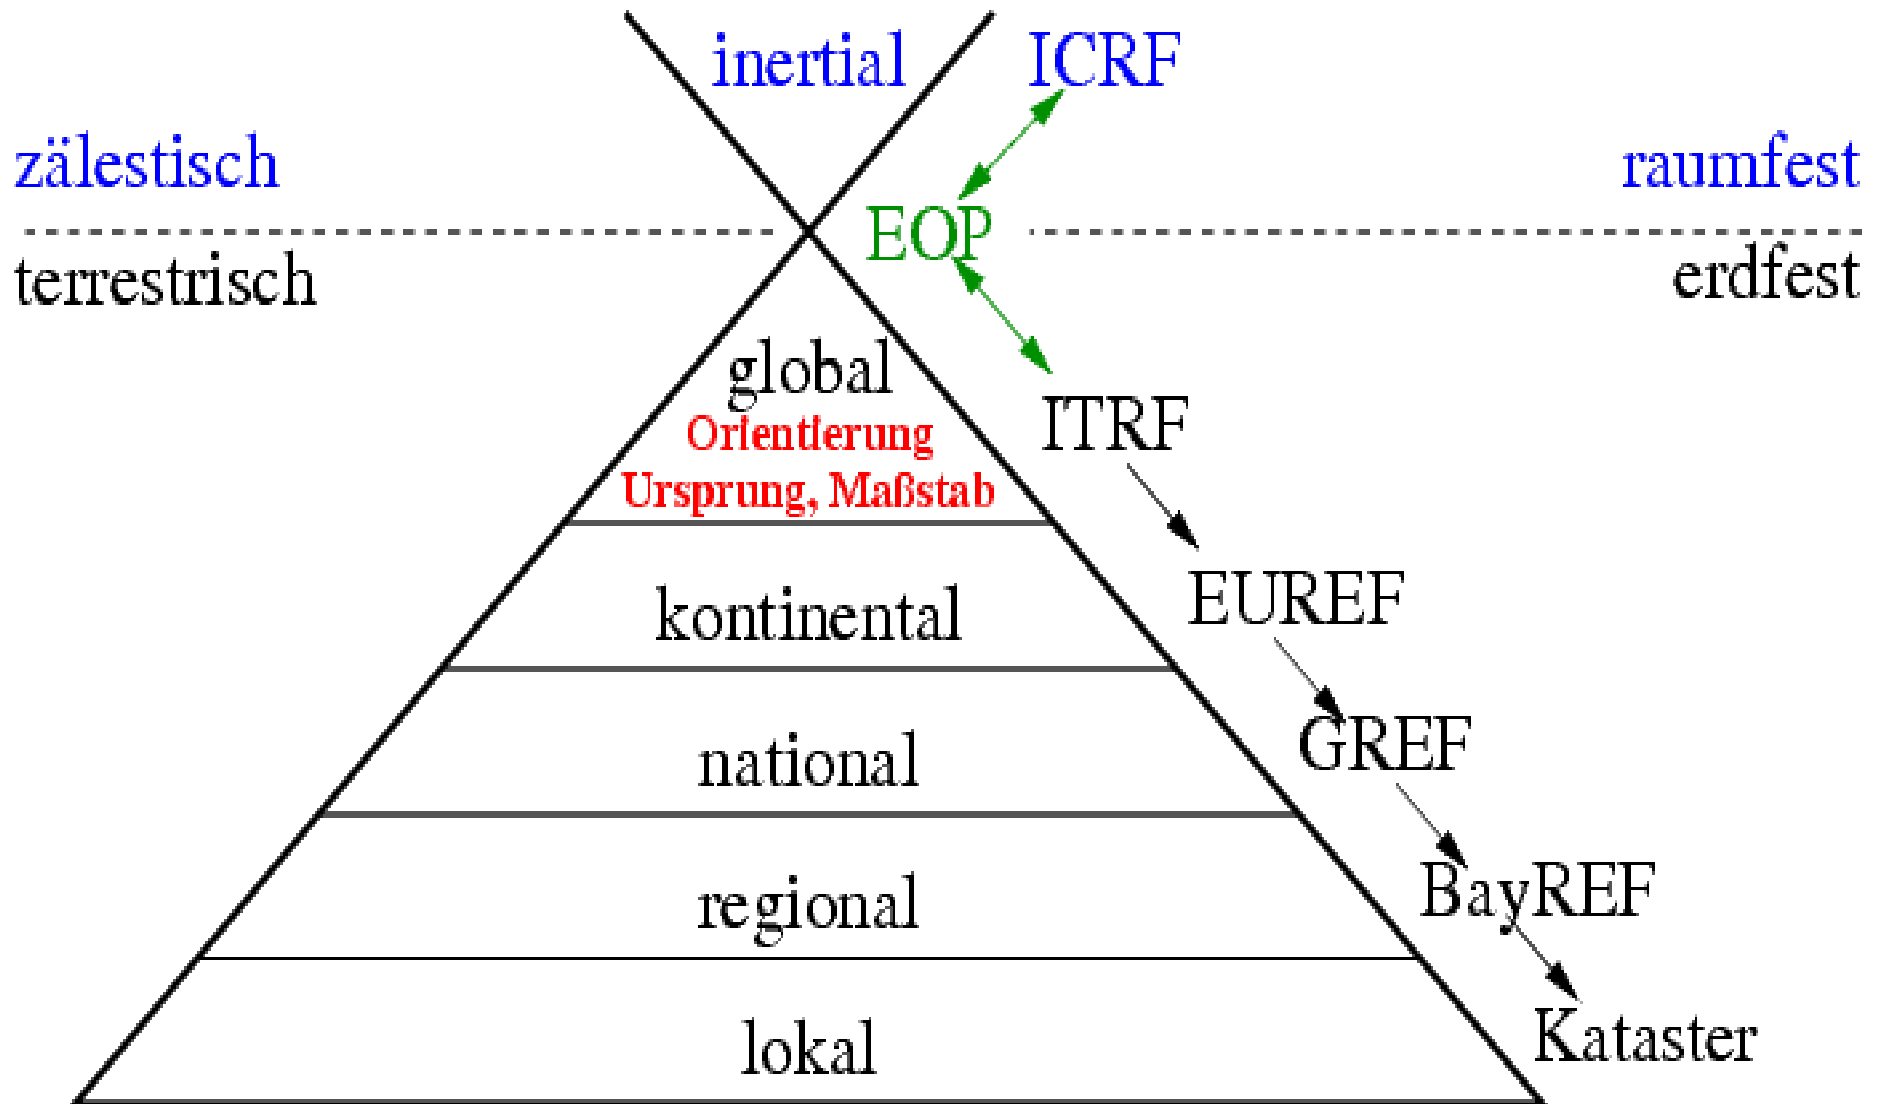 inertial
ICRF
zälestisch
raumfest
EOP
terrestrisch
erdfest
global
Orientierung
Ursprung, Maßstab
ITRF
kontinental
EUREF
national
GREF
regional
BayREF
lokal
Kataster